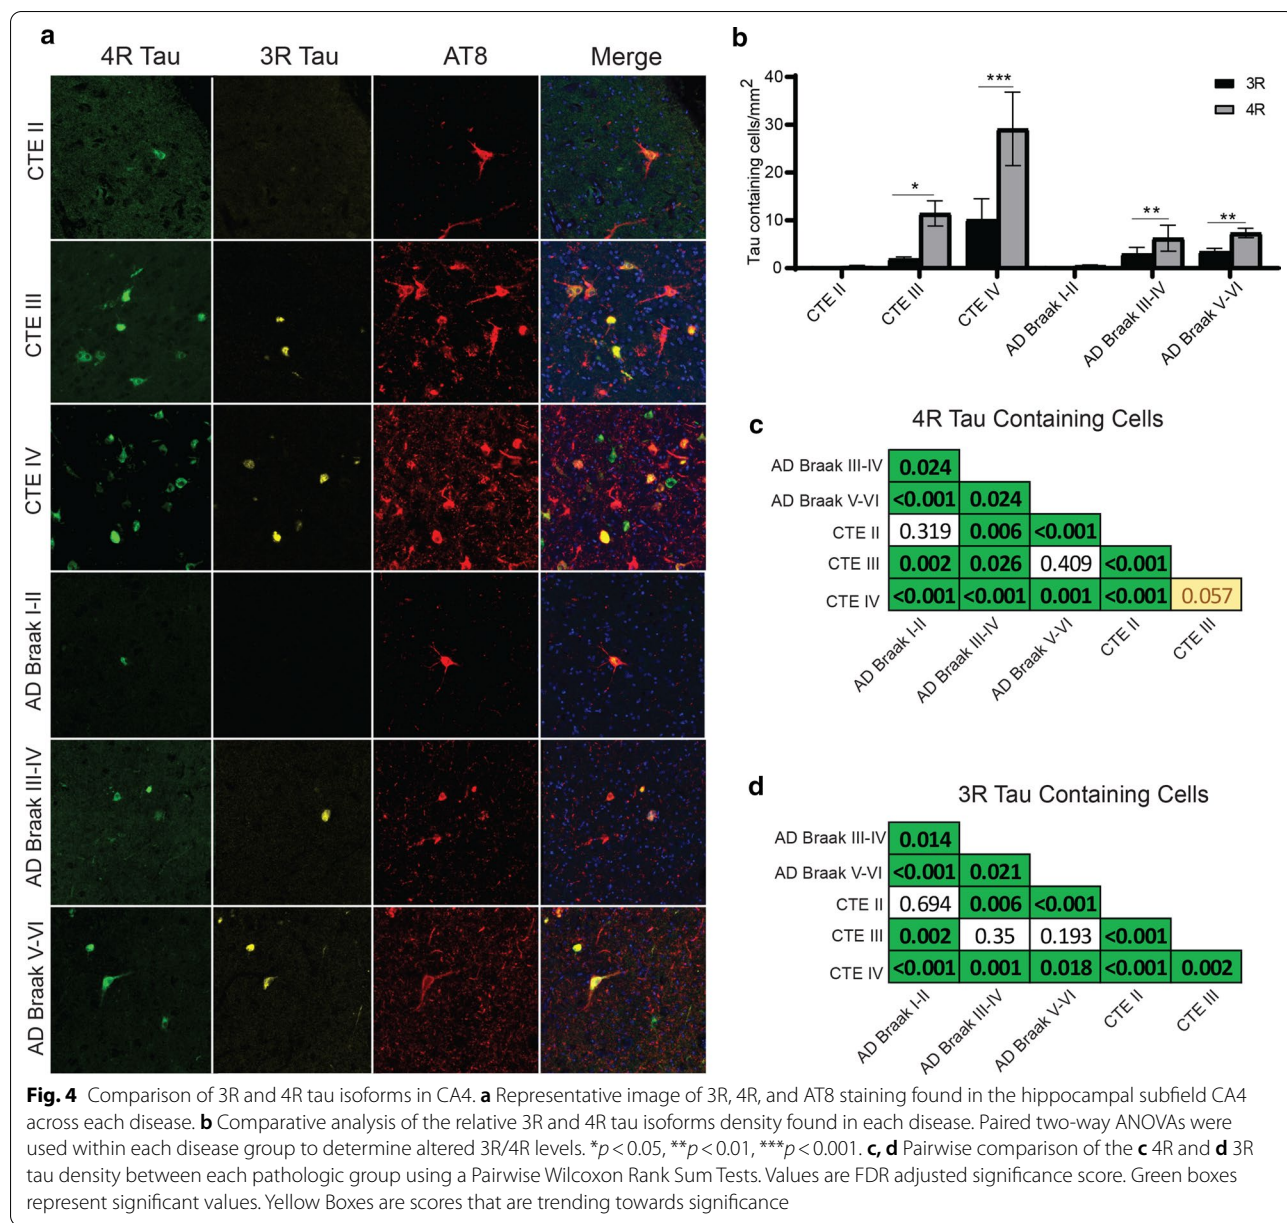 a
4R Tau 3R Tau AT8 Merge
CTE II
CTE III
CTE IV
AD Braak I-II
AD Braak III-IV
AD Braak V-VI
b
Tau containing cells/mm2
40
30
20
10
0
* *** ** **
3R
4R
CTE II
CTE III
CTE IV
AD Braak I-II
AD Braak III-IV
AD Braak V-VI
c
4R Tau Containing Cells
AD Braak III-IV 0.024
AD Braak V-VI <0.001 0.024
CTE II 0.319 0.006 <0.001
CTE III 0.002 0.026 0.409 <0.001
CTE IV <0.001 <0.001 0.001 <0.001 0.057
AD Braak I-II AD Braak III-IV AD Braak V-VI CTE II CTE III
d
3R Tau Containing Cells
AD Braak III-IV 0.014
AD Braak V-VI <0.001 0.021
CTE II 0.694 0.006 <0.001
CTE III 0.002 0.35 0.193 <0.001
CTE IV <0.001 0.001 0.018 <0.001 0.002
AD Braak I-II AD Braak III-IV AD Braak V-VI CTE II CTE III
Fig. 4 Comparison of 3R and 4R tau isoforms in CA4. a Representative image of 3R, 4R, and AT8 staining found in the hippocampal subfield CA4
across each disease. b Comparative analysis of the relative 3R and 4R tau isoforms density found in each disease. Paired two-way ANOVAs were
used within each disease group to determine altered 3R/4R levels. *p < 0.05, **p < 0.01, ***p < 0.001. c, d Pairwise comparison of the c 4R and d 3R
tau density between each pathologic group using a Pairwise Wilcoxon Rank Sum Tests. Values are FDR adjusted significance score. Green boxes
represent significant values. Yellow Boxes are scores that are trending towards significance